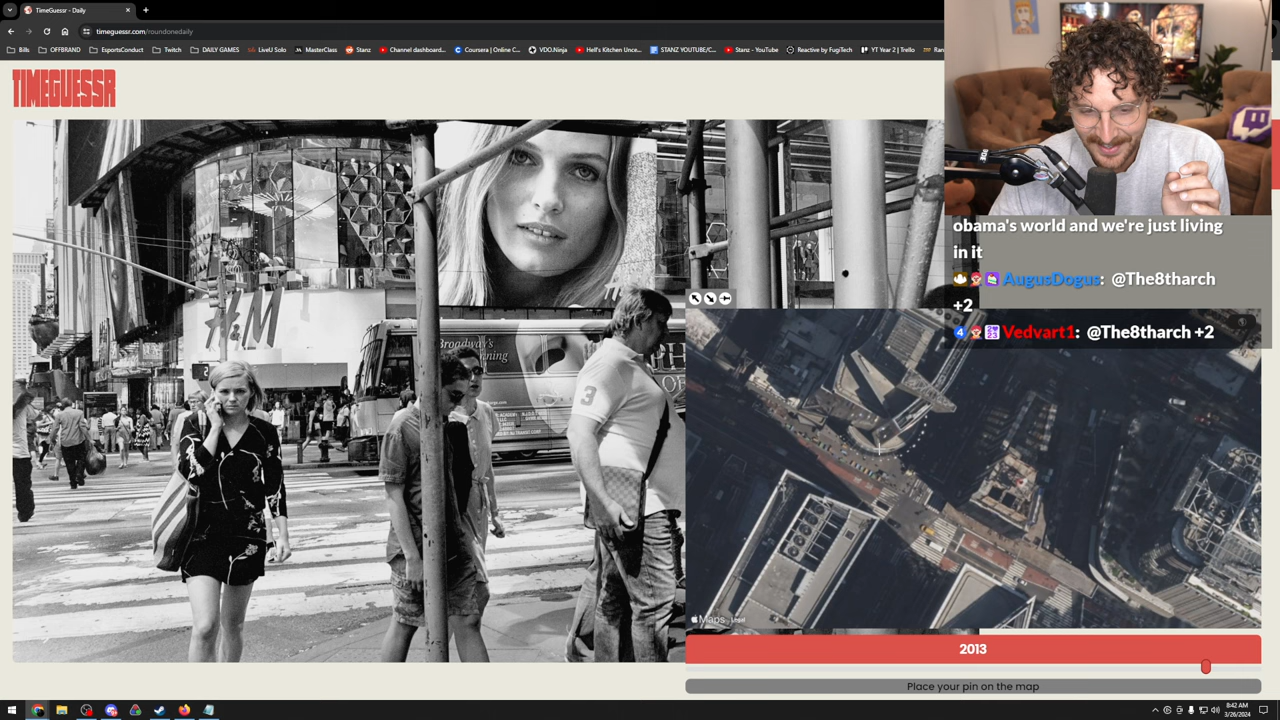 TimeGuessr - Daily
timeguessr.com/roundonedaily
Bills
OFFBRAND
EsportsConduct
Twitch
DAILY GAMES
LiveU Solo
MasterClass
Stanz
Channel dashboard...
Coursera | Online C...
VDO.Ninja
Hell's Kitchen Unce...
STANZ YOUTUBE/C...
Stanz - YouTube
Reactive by FugiTech
YT Year 2 | Trello
Ran
TIMEGUESSR
H&M
Broadway's
3
obama's world and we're just living
in it
AugusDogus: @The8tharch
+2
4 Vedvart1: @The8tharch +2
Maps
Legal
2013
Place your pin on the map
8:42 AM
3/26/2024